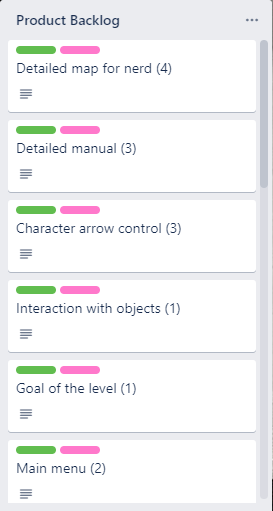 Product Backlog
Detailed map for nerd (4)
Detailed manual (3)
Character arrow control (3)
Interaction with objects (1)
Goal of the level (1)
Main menu (2)